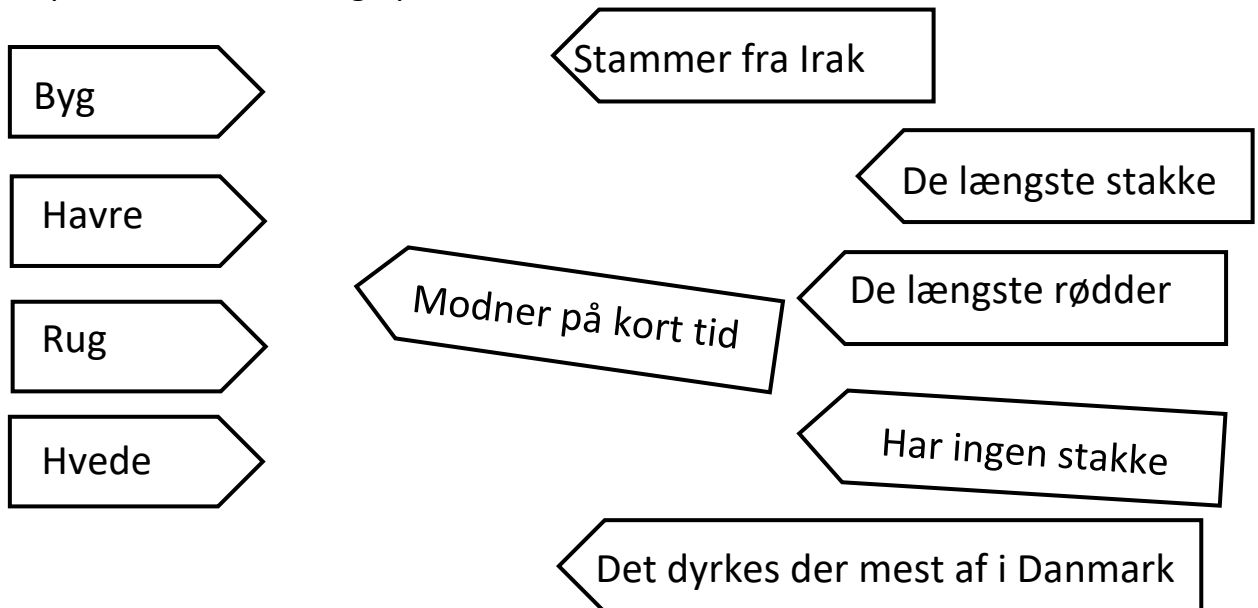 Byg
Havre
Rug
Hvede
Stammer fra Irak
De længste stakke
De længste rødder
Modner på kort tid
Har ingen stakke
Det dyrkes der mest af i Danmark